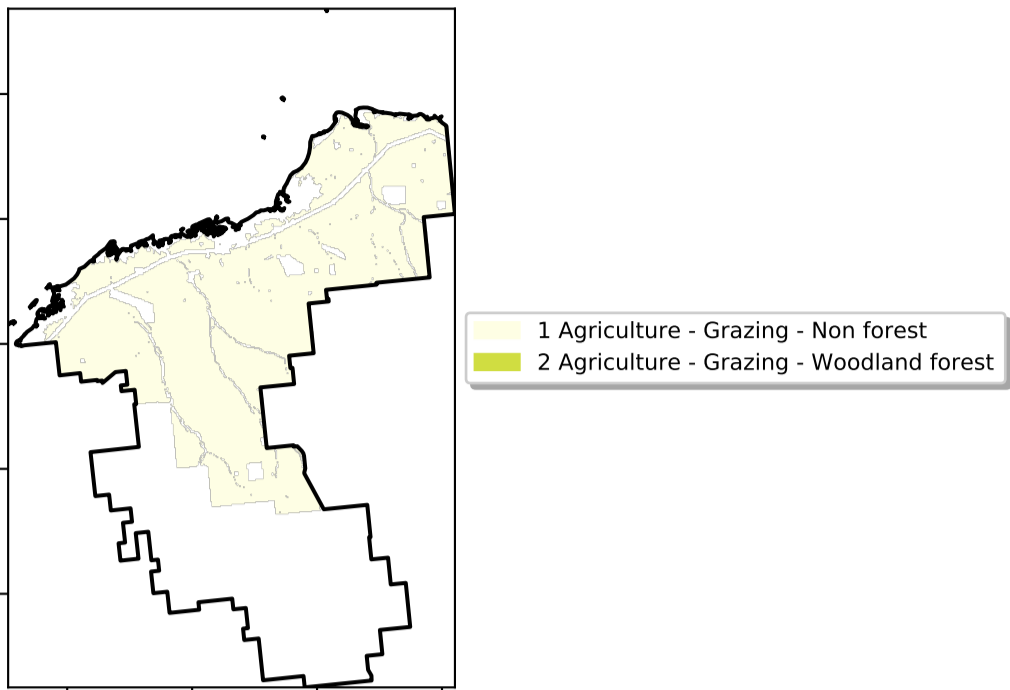 1 Agriculture - Grazing - Non forest
2 Agriculture - Grazing - Woodland forest